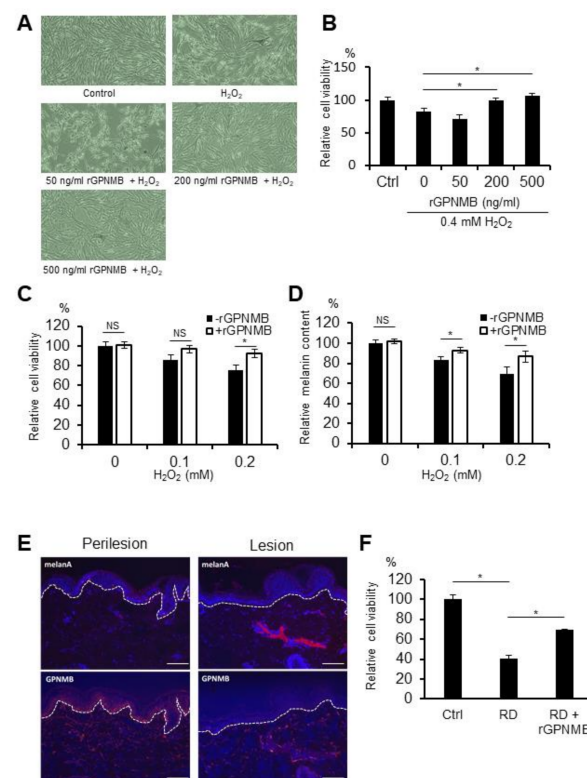 A
Control
H₂O₂
50 ng/ml rGPNMB + H₂O₂
200 ng/ml rGPNMB + H₂O₂
500 ng/ml rGPNMB + H₂O₂
B
%
Relative cell viability
150
100
50
0
*
*
Ctrl 0 50 200 500
rGPNMB (ng/ml)
0.4 mM H₂O₂
C
%
Relative cell viability
120
100
80
60
40
20
0
-rGPNMB
+rGPNMB
NS
NS
*
0 0.1 0.2
H₂O₂ (mM)
D
%
Relative melanin content
120
100
80
60
40
20
0
-rGPNMB
+rGPNMB
NS
*
*
0 0.1 0.2
H₂O₂ (mM)
E
Perilesion
Lesion
melanA
melanA
GPNMB
GPNMB
F
%
Relative cell viability
120
100
80
60
40
20
0
*
*
Ctrl RD RD +
rGPNMB